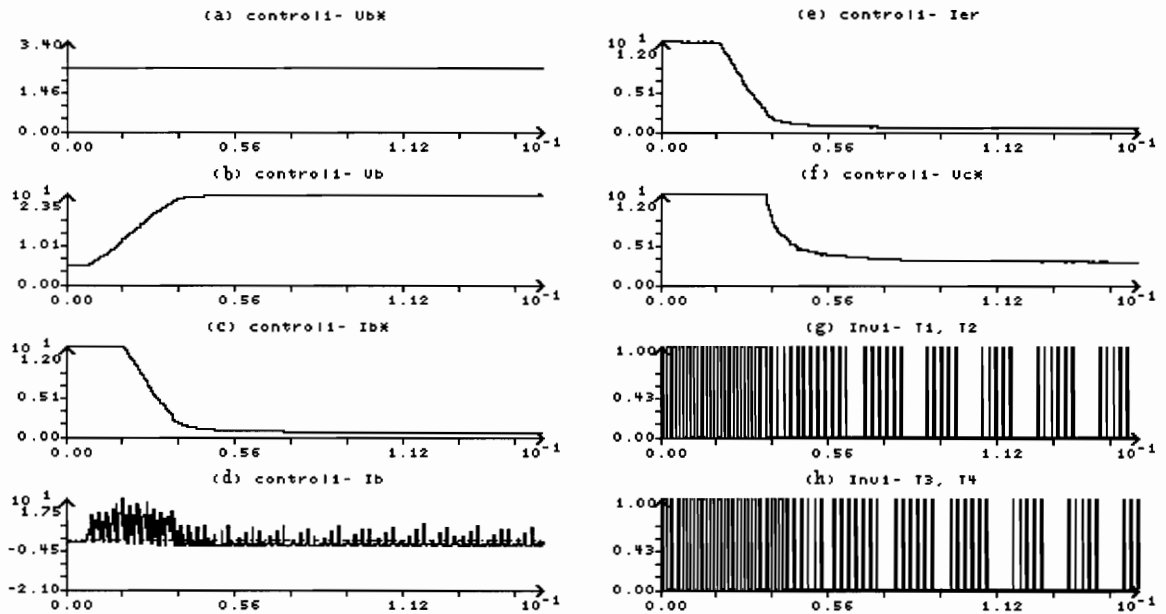 (a) control1- Ub*
3.40
1.46
0.00
0.00 0.56 1.12 10-1
(b) control1- Ub
10 1
2.35
1.01
0.00
0.00 0.56 1.12 10-1
(c) control1- Ib*
10 1
1.20
0.51
0.00
0.00 0.56 1.12 10-1
(d) control1- Ib
10 1
1.75
-0.45
-2.10
0.00 0.56 1.12 10-1
(e) control1- Ier
10 1
1.20
0.51
0.00
0.00 0.56 1.12 10-1
(f) control1- Uc*
10 1
1.20
0.51
0.00
0.00 0.56 1.12 10-1
(g) Inv1- T1, T2
1.00
0.43
0.00
0.00 0.56 1.12 10-1
(h) Inv1- T3, T4
1.00
0.43
0.00
0.00 0.56 1.12 10-1